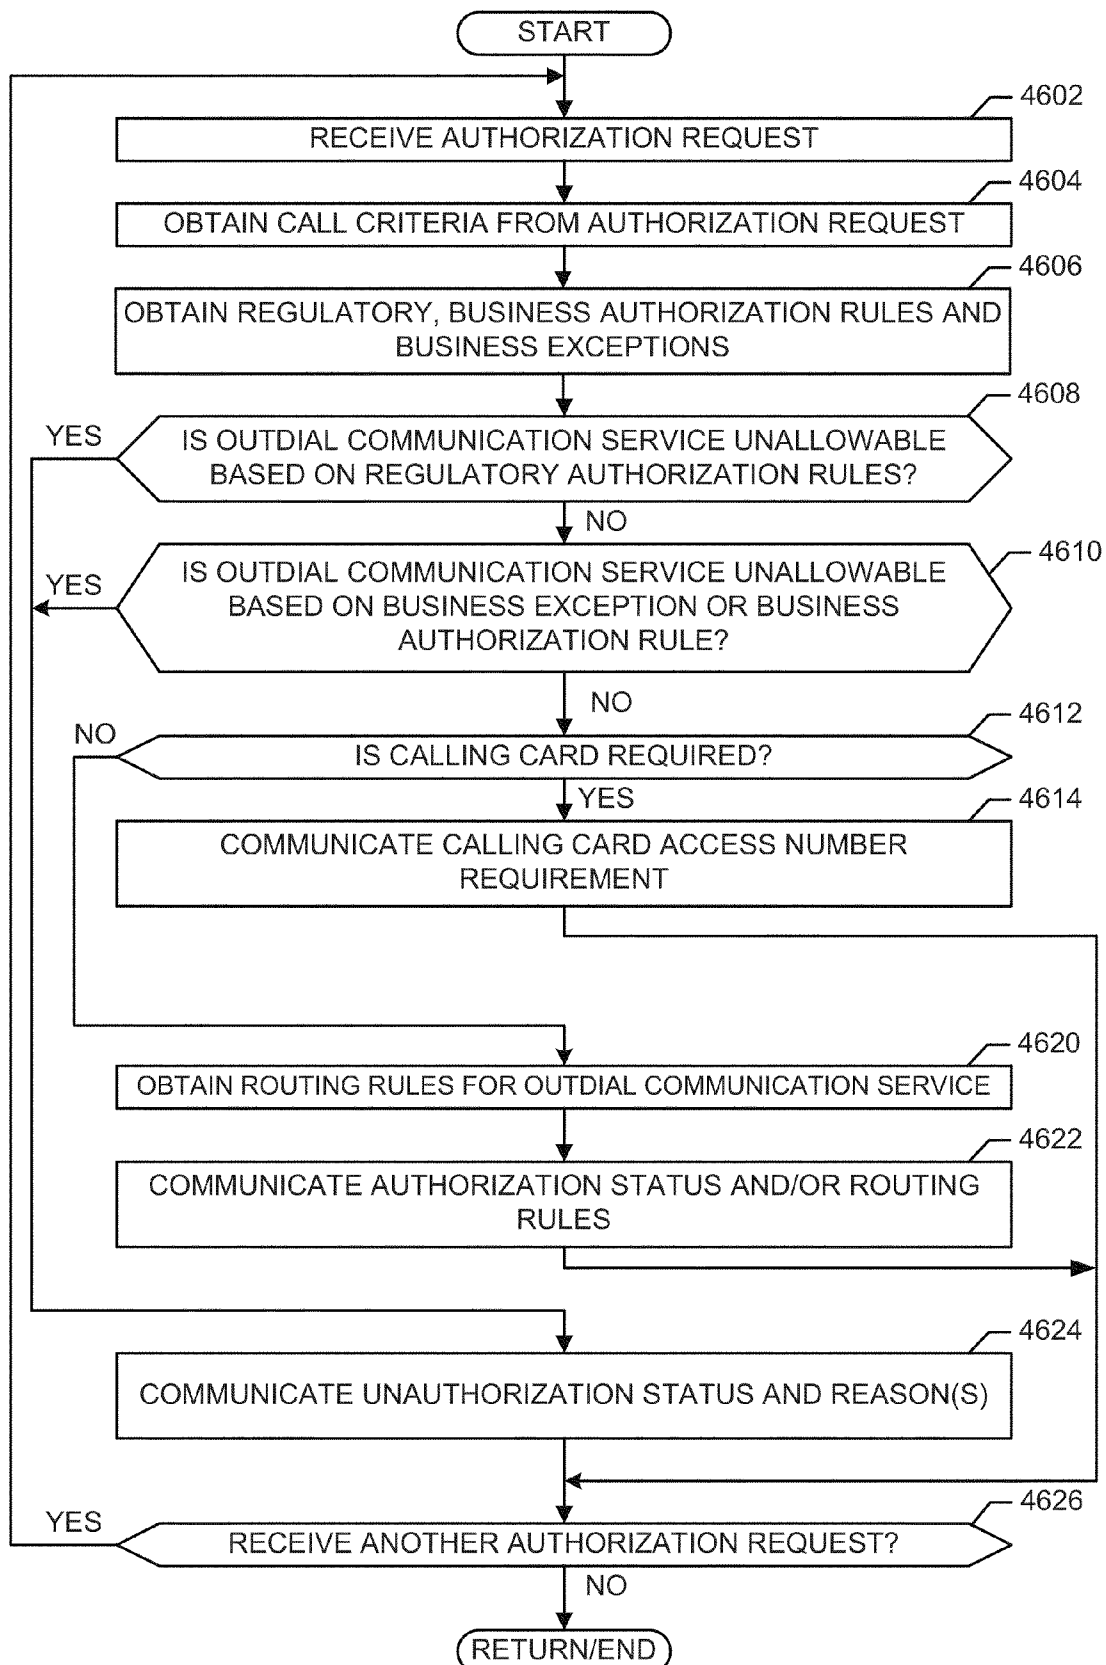 START
4602
RECEIVE AUTHORIZATION REQUEST
4604
OBTAIN CALL CRITERIA FROM AUTHORIZATION REQUEST
4606
OBTAIN REGULATORY, BUSINESS AUTHORIZATION RULES AND
BUSINESS EXCEPTIONS
4608
YES
IS OUTDIAL COMMUNICATION SERVICE UNALLOWABLE
BASED ON REGULATORY AUTHORIZATION RULES?
NO
4610
YES
IS OUTDIAL COMMUNICATION SERVICE UNALLOWABLE
BASED ON BUSINESS EXCEPTION OR BUSINESS
AUTHORIZATION RULE?
NO
4612
NO
IS CALLING CARD REQUIRED?
YES
4614
COMMUNICATE CALLING CARD ACCESS NUMBER
REQUIREMENT
4620
OBTAIN ROUTING RULES FOR OUTDIAL COMMUNICATION SERVICE
4622
COMMUNICATE AUTHORIZATION STATUS AND/OR ROUTING
RULES
4624
COMMUNICATE UNAUTHORIZATION STATUS AND REASON(S)
4626
YES
RECEIVE ANOTHER AUTHORIZATION REQUEST?
NO
RETURN/END